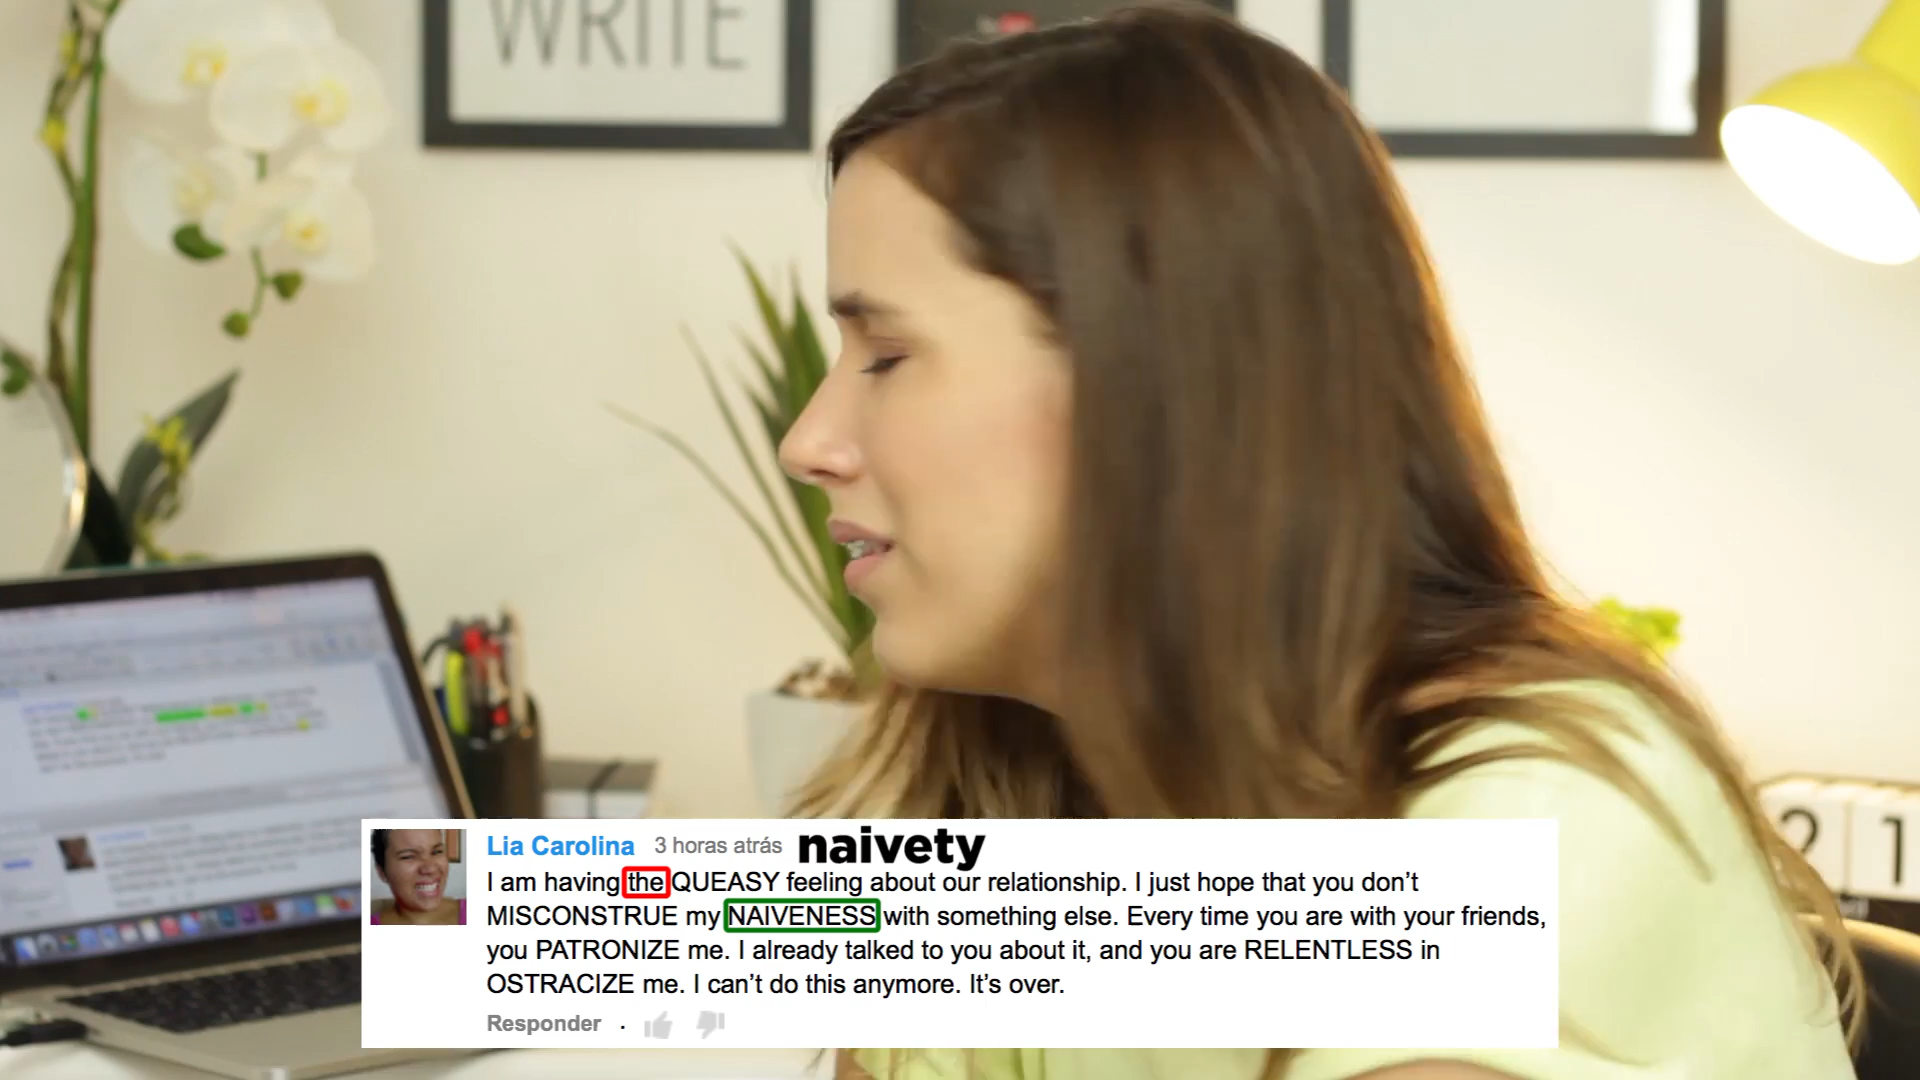 WRITE
Lia Carolina 3 horas atrás naivety
I am having the QUEASY feeling about our relationship. I just hope that you don’t
MISCONSTRUE my NAIVENESS with something else. Every time you are with your friends,
you PATRONIZE me. I already talked to you about it, and you are RELENTLESS in
OSTRACIZE me. I can’t do this anymore. It’s over.
Responder .
2 1